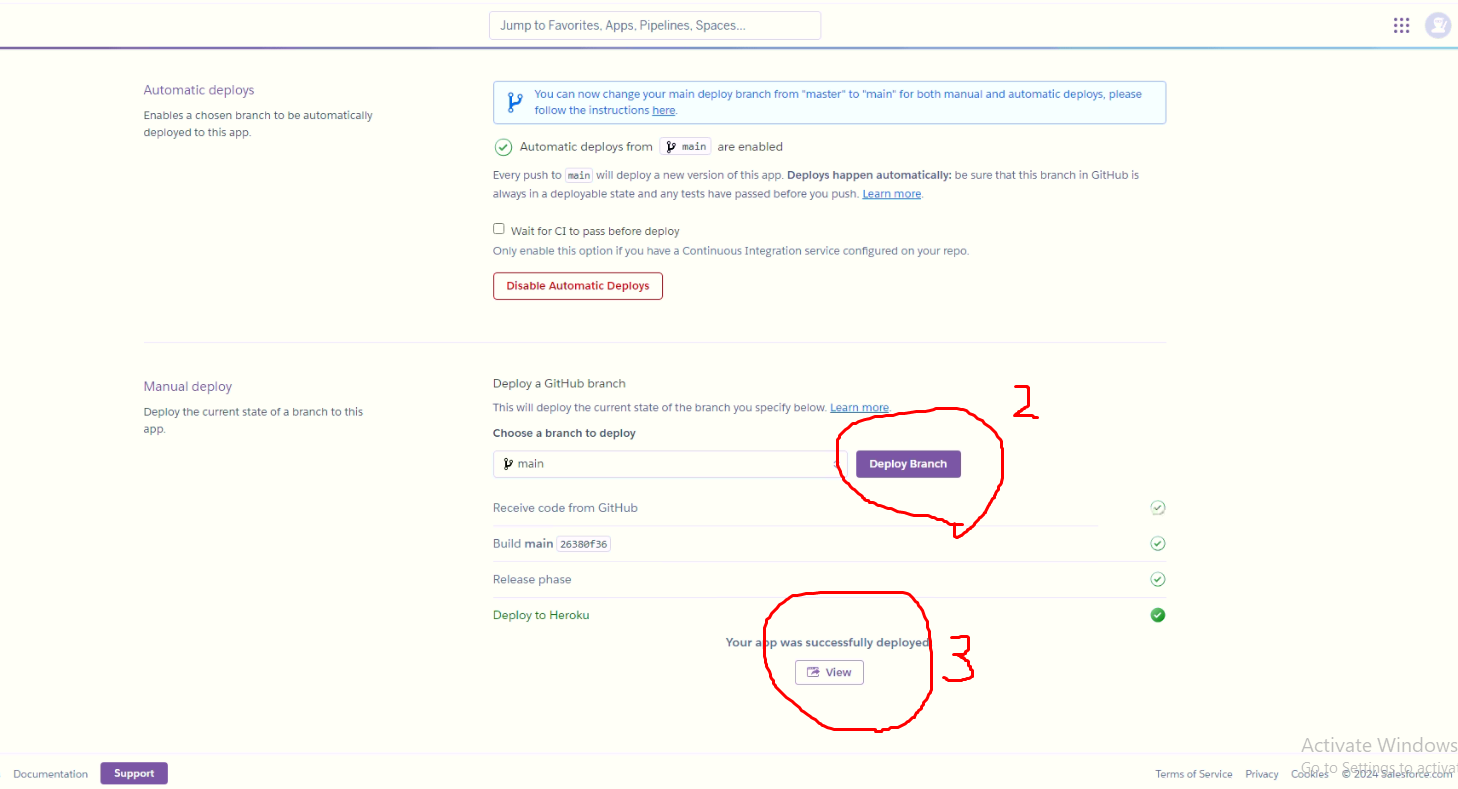 Jump to Favorites, Apps, Pipelines, Spaces...
Automatic deploys
Enables a chosen branch to be automatically
deployed to this app.
You can now change your main deploy branch from "master" to "main" for both manual and automatic deploys, please
follow the instructions here.
Automatic deploys from main are enabled
Every push to main will deploy a new version of this app. Deploys happen automatically: be sure that this branch in GitHub is
always in a deployable state and any tests have passed before you push. Learn more.
Wait for CI to pass before deploy
Only enable this option if you have a Continuous Integration service configured on your repo.
Disable Automatic Deploys
Manual deploy
Deploy the current state of a branch to this
app.
Deploy a GitHub branch
This will deploy the current state of the branch you specify below. Learn more.
2
Choose a branch to deploy
main
Deploy Branch
Receive code from GitHub
Build main 26380f36
Release phase
Deploy to Heroku
Your app was successfully deployed
3
View
Activate Windows
Go to Settings to activa
Documentation
Support
Terms of Service Privacy Cookies © 2024 Salesforce.com